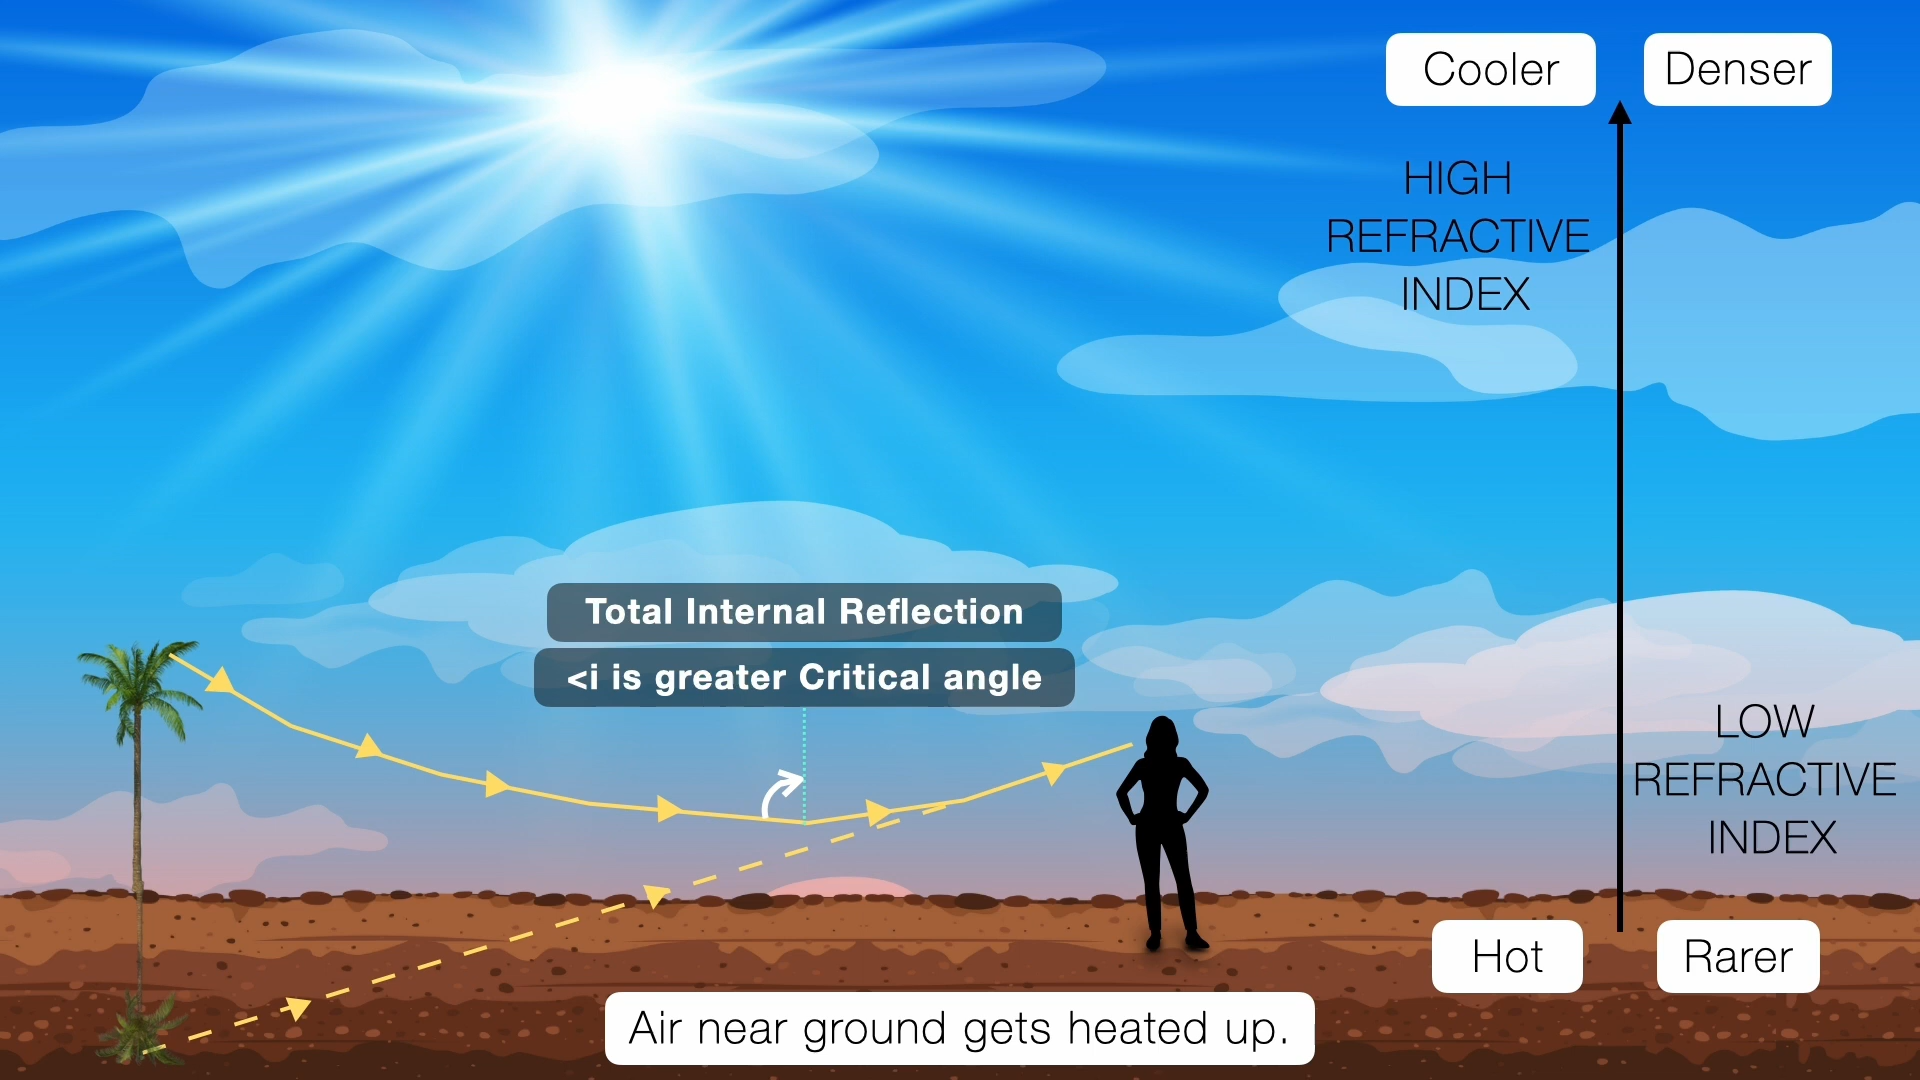 Cooler
Denser
HIGH
REFRACTIVE
INDEX
Total Internal Reflection
<i is greater Critical angle
LOW
REFRACTIVE
INDEX
Hot
Rarer
Air near ground gets heated up.